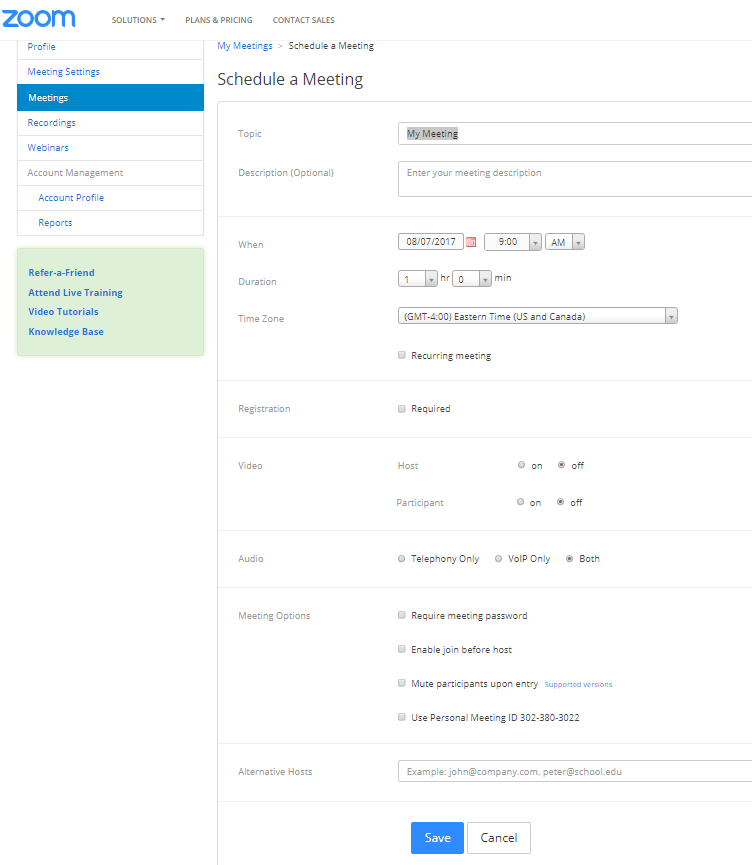 zoom SOLUTIONS PLANS & PRICING CONTACT SALES
Profile
Meeting Settings
Meetings
Recordings
Webinars
Account Management
Account Profile
Reports
Refer-a-Friend
Attend Live Training
Video Tutorials
Knowledge Base
My Meetings > Schedule a Meeting
Schedule a Meeting
Topic My Meeting
Description (Optional) Enter your meeting description
When 08/07/2017 9:00 AM
Duration 1 hr 0 min
Time Zone (GMT-4:00) Eastern Time (US and Canada)
Recurring meeting
Registration Required
Video Host on off
Participant on off
Audio Telephony Only VoIP Only Both
Meeting Options Require meeting password
Enable join before host
Mute participants upon entry Supported versions
Use Personal Meeting ID 302-380-3022
Alternative Hosts Example: john@company.com, peter@school.edu
Save Cancel